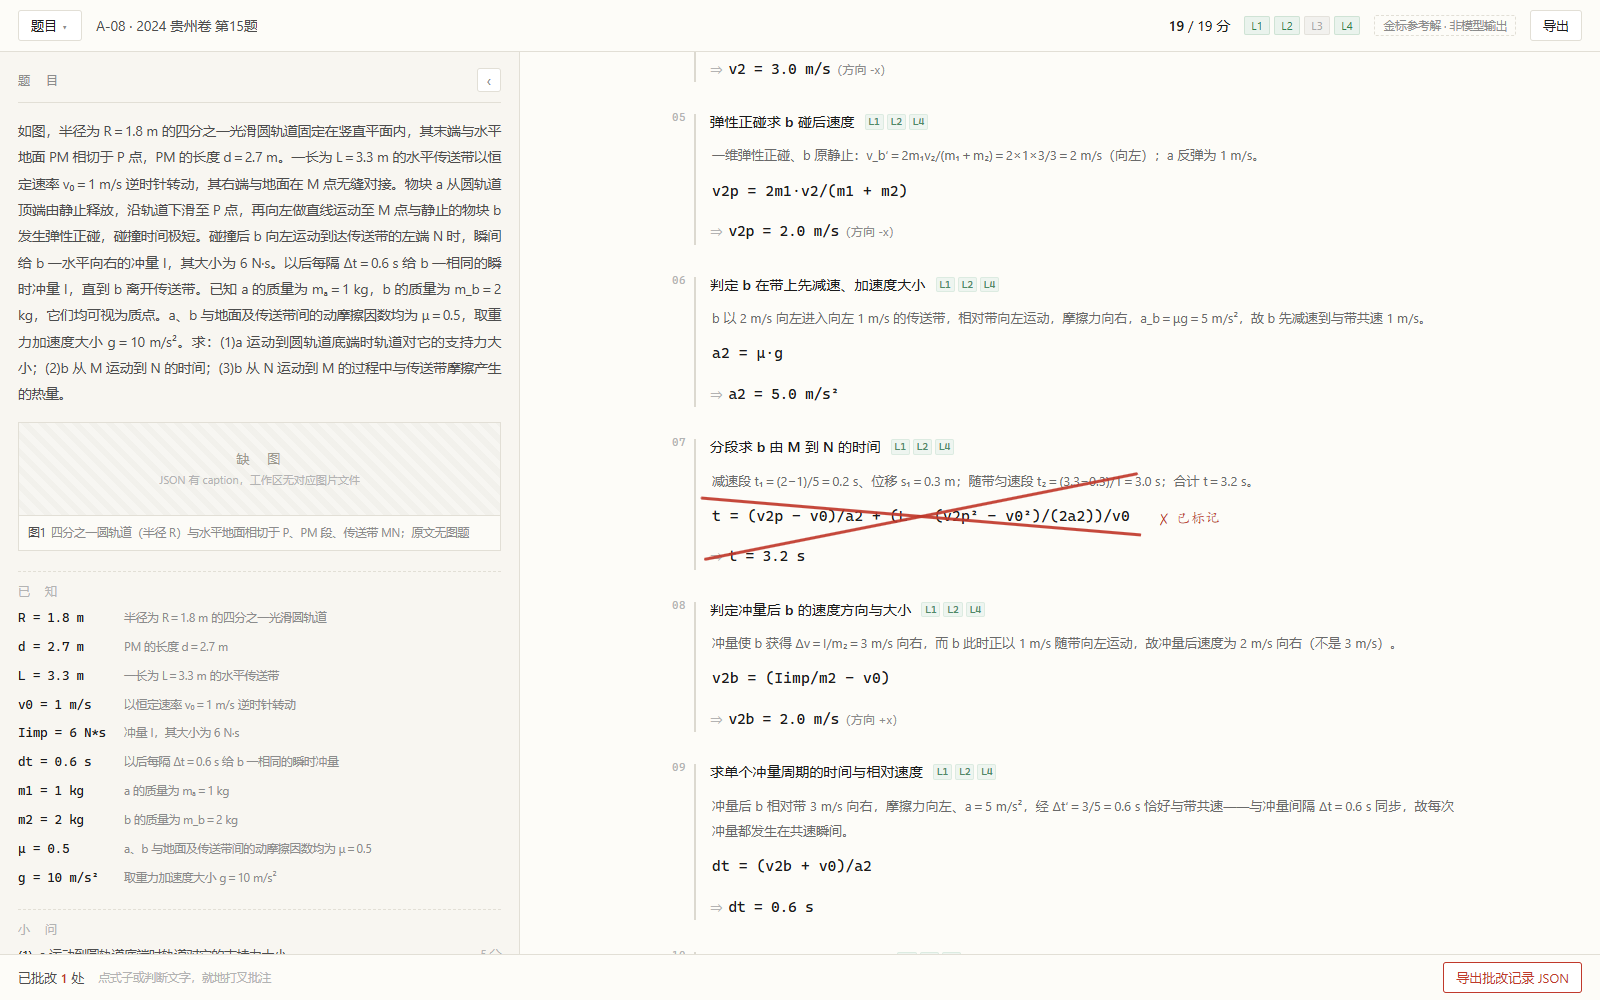 题目
A-08 · 2024 贵州卷 第15题
19 / 19 分
L1 L2 L3 L4
金标参考解 · 非模型输出
导出
题 目
如图，半径为 R = 1.8 m 的四分之一光滑圆轨道固定在竖直平面内，其末端与水平
地面 PM 相切于 P 点，PM 的长度 d = 2.7 m。一长为 L = 3.3 m 的水平传送带以恒
定速率 v₀ = 1 m/s 逆时针转动，其右端与地面在 M 点无缝对接。物块 a 从圆轨道
顶端由静止释放，沿轨道下滑至 P 点，再向左做直线运动至 M 点与静止的物块 b
发生弹性正碰，碰撞时间极短。碰撞后 b 向左运动到达传送带的左端 N 时，瞬间
给 b 一水平向右的冲量 I，其大小为 6 N·s。以后每隔 Δt = 0.6 s 给 b 一相同的瞬
时冲量 I，直到 b 离开传送带。已知 a 的质量为 mₐ = 1 kg，b 的质量为 m_b = 2
kg，它们均可视为质点。a、b 与地面及传送带间的动摩擦因数均为 μ = 0.5，取重
力加速度大小 g = 10 m/s²。求：(1)a 运动到圆轨道底端时轨道对它的支持力大
小；(2)b 从 M 运动到 N 的时间；(3)b 从 N 运动到 M 的过程中与传送带摩擦产生
的热量。
缺 图
JSON 有 caption，工作区无对应图片文件
图1 四分之一圆轨道（半径 R）与水平地面相切于 P、PM 段、传送带 MN；原文无图题
已 知
R = 1.8 m 半径为 R = 1.8 m 的四分之一光滑圆轨道
d = 2.7 m PM 的长度 d = 2.7 m
L = 3.3 m 一长为 L = 3.3 m 的水平传送带
v0 = 1 m/s 以恒定速率 v₀ = 1 m/s 逆时针转动
Iimp = 6 N*s 冲量 I，其大小为 6 N·s
dt = 0.6 s 以后每隔 Δt = 0.6 s 给 b 一相同的瞬时冲量
m1 = 1 kg a 的质量为 mₐ = 1 kg
m2 = 2 kg b 的质量为 m_b = 2 kg
μ = 0.5 a、b 与地面及传送带间的动摩擦因数均为 μ = 0.5
g = 10 m/s² 取重力加速度大小 g = 10 m/s²
小 问
(1) a 运动到圆轨道底端时轨道对它的支持力大小 5 分
⇒ v2 = 3.0 m/s (方向 -x)
05 弹性正碰求 b 碰后速度 L1 L2 L4
一维弹性正碰、b 原静止：v_b' = 2m₁v₂/(m₁ + m₂) = 2×1×3/3 = 2 m/s（向左）；a 反弹为 1 m/s。
v2p = 2m1·v2/(m1 + m2)
⇒ v2p = 2.0 m/s (方向 -x)
06 判定 b 在带上先减速、加速度大小 L1 L2 L4
b 以 2 m/s 向左进入向左 1 m/s 的传送带，相对带向左运动，摩擦力向右，a_b = μg = 5 m/s²，故 b 先减速到与带共速 1 m/s。
a2 = μ·g
⇒ a2 = 5.0 m/s²
07 分段求 b 由 M 到 N 的时间 L1 L2 L4
减速段 t₁ = (2−1)/5 = 0.2 s、位移 s₁ = 0.3 m；随带匀速段 t₂ = (3.3−0.3)/1 = 3.0 s；合计 t = 3.2 s。
t = (v2p − v0)/a2 + (L − (v2p² − v0²)/(2a2))/v0
✗ 已标记
⇒ t = 3.2 s
08 判定冲量后 b 的速度方向与大小 L1 L2 L4
冲量使 b 获得 Δv = I/m₂ = 3 m/s 向右，而 b 此时正以 1 m/s 随带向左运动，故冲量后速度为 2 m/s 向右（不是 3 m/s）。
v2b = (Iimp/m2 − v0)
⇒ v2b = 2.0 m/s (方向 +x)
09 求单个冲量周期的时间与相对速度 L1 L2 L4
冲量后 b 相对带 3 m/s 向右，摩擦力向左、a = 5 m/s²，经 Δt' = 3/5 = 0.6 s 恰好与带共速——与冲量间隔 Δt = 0.6 s 同步，故每次
冲量都发生在共速瞬间。
dt = (v2b + v0)/a2
⇒ dt = 0.6 s
已批改 1 处 点式子或判断文字，就地打叉批注
导出批改记录 JSON